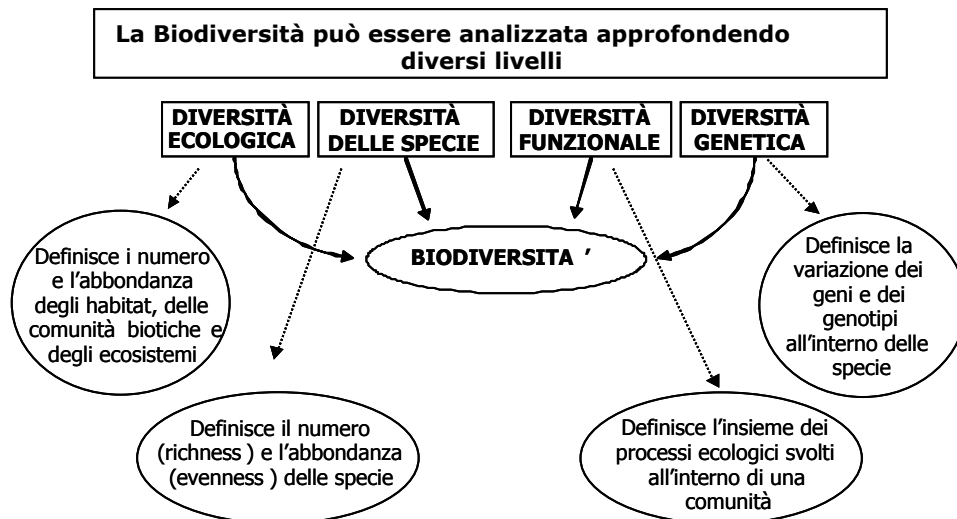 La Biodiversità può essere analizzata approfondendo
diversi livelli
DIVERSITÀ
ECOLOGICA
DIVERSITÀ
DELLE SPECIE
DIVERSITÀ
FUNZIONALE
DIVERSITÀ
GENETICA
BIODIVERSITA '
Definisce i numero
e l'abbondanza
degli habitat, delle
comunità biotiche e
degli ecosistemi
Definisce la
variazione dei
geni e dei
genotipi
all'interno delle
specie
Definisce il numero
(richness ) e l'abbondanza
(evenness ) delle specie
Definisce l'insieme dei
processi ecologici svolti
all'interno di una
comunità